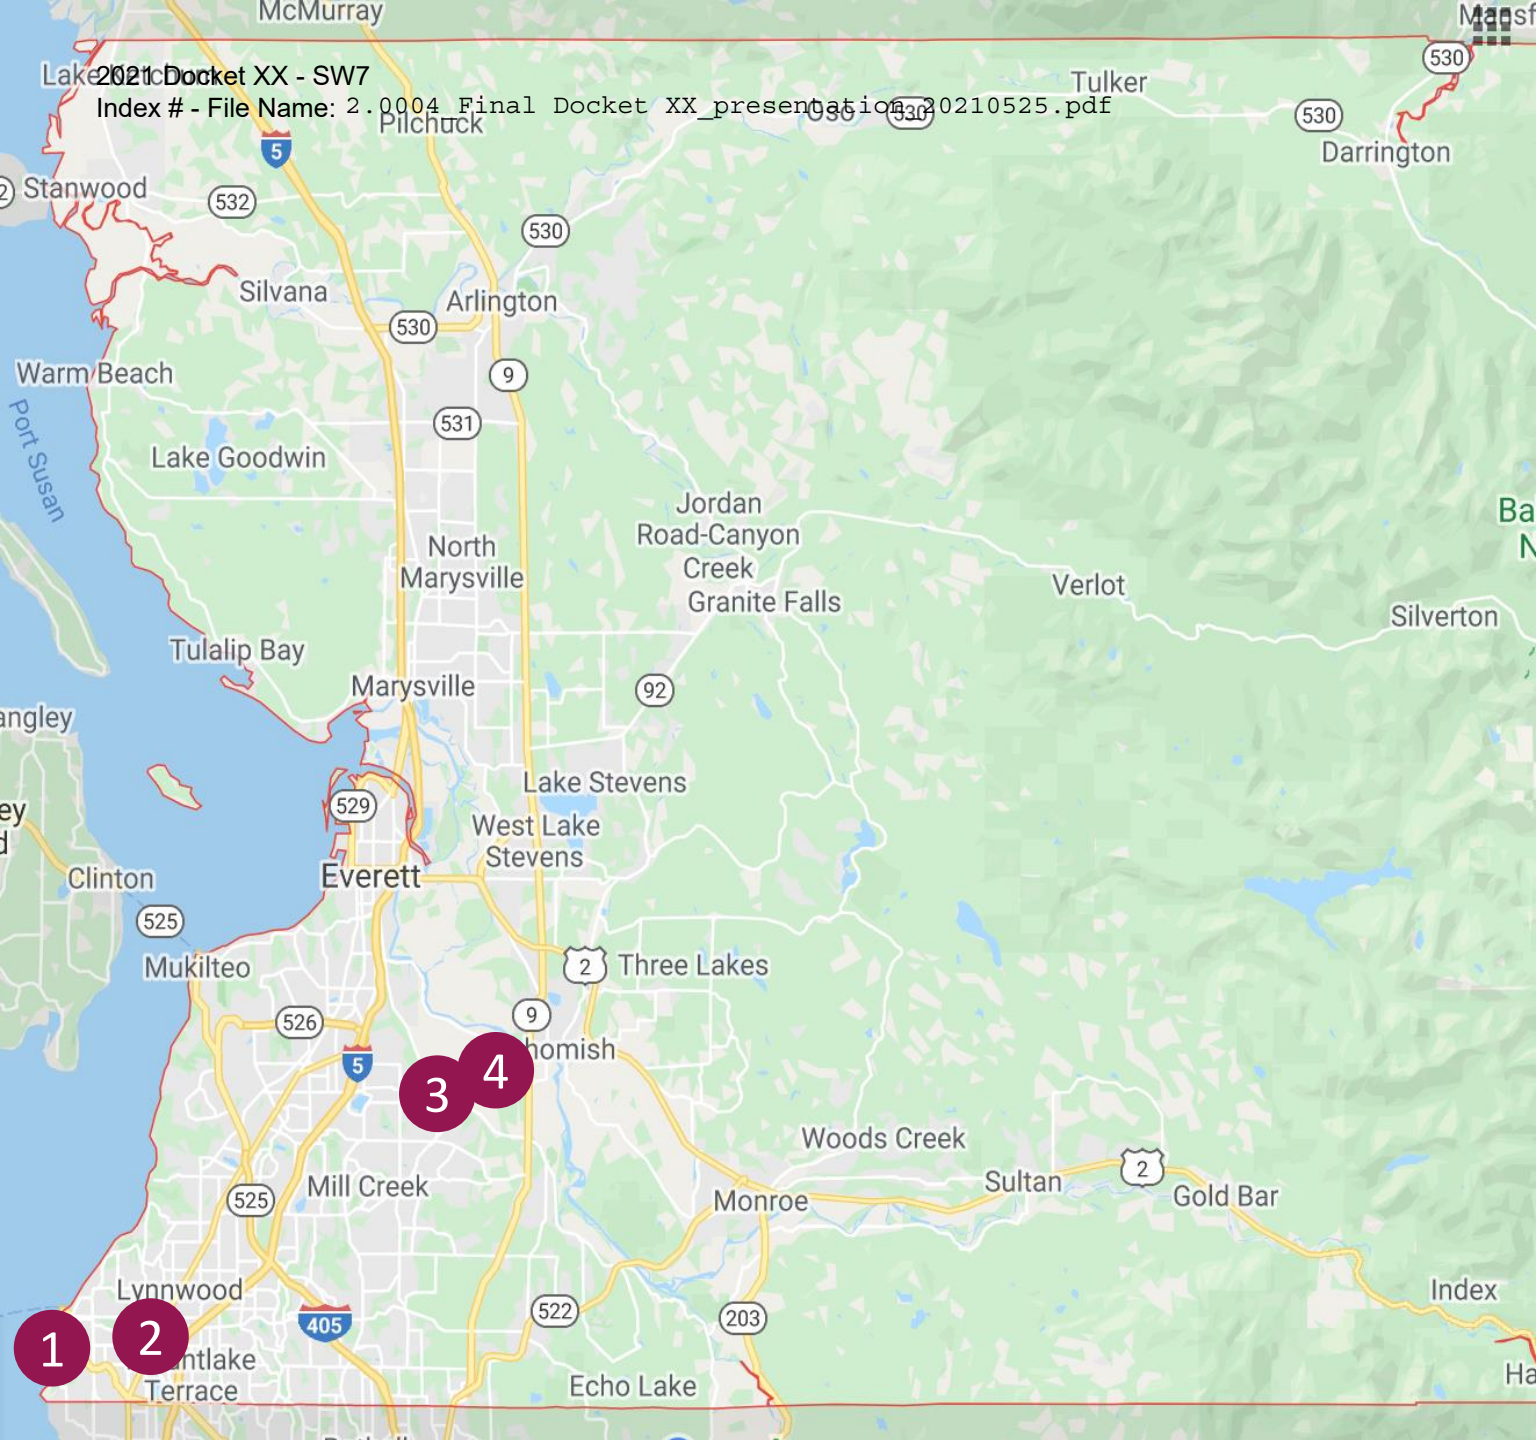 McMurray
530
2021 Docket XX - SW7
Tulker
Index # - File Name: 2.0004_Final Docket XX_presentation_20210525.pdf
Oso
530
530
Pilchuck
5
Darrington
Stanwood
532
530
Silvana
Arlington
530
Warm Beach
9
531
Port Susan
Lake Goodwin
Jordan
Road-Canyon
Creek
North
Marysville
Granite Falls
Verlot
Silverton
Tulalip Bay
Marysville
92
Lake Stevens
529
West Lake
Stevens
Everett
Clinton
525
2
Three Lakes
Mukilteo
9
526
5
4
3
Woods Creek
2
Sultan
Mill Creek
525
Monroe
Gold Bar
Lynnwood
Index
522
203
405
1
2
Terrace
Echo Lake